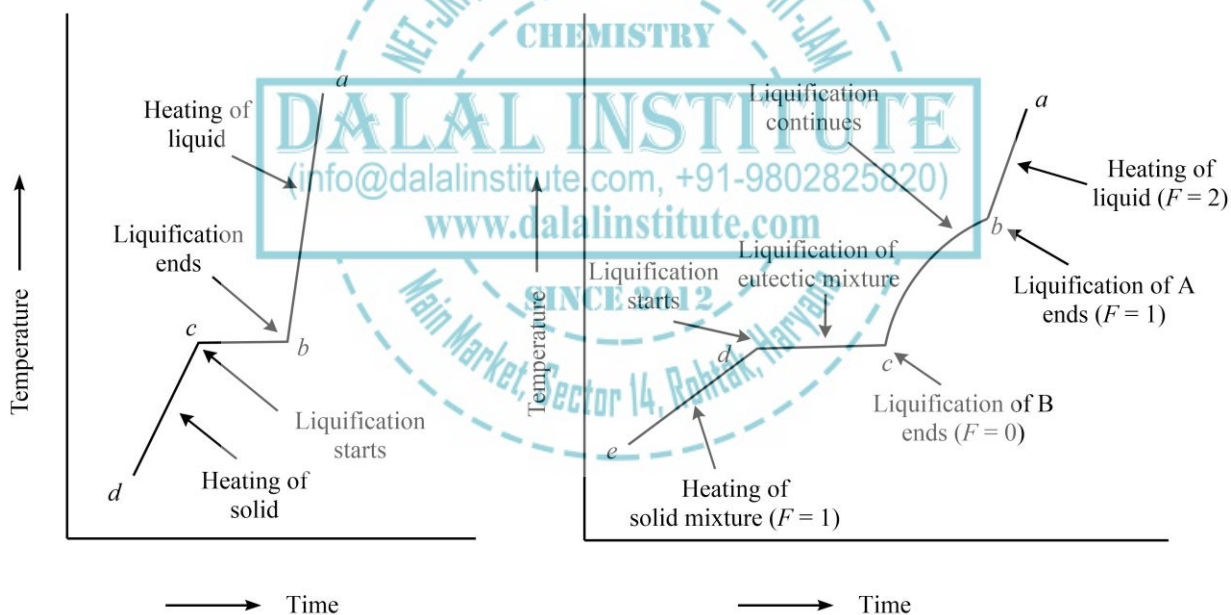 NET-JAM
CHEMISTRY
DALAL INSTITUTE
(info@dalalinstitute.com, +91-9802825820)
www.dalalinstitute.com
SINCE 2012
Main Market, Sector 14, Rohtak, Haryana
a
Heating of
liquid
Liquification
ends
c
b
Liquification
starts
d
Heating of
solid
Temperature
Time
Liquification
continues
a
Heating of
liquid (F = 2)
b
Liquification of A
ends (F = 1)
Liquification of
eutectic mixture
Liquification
starts
d
c
Liquification of B
ends (F = 0)
e
Heating of
solid mixture (F = 1)
Temperature
Time